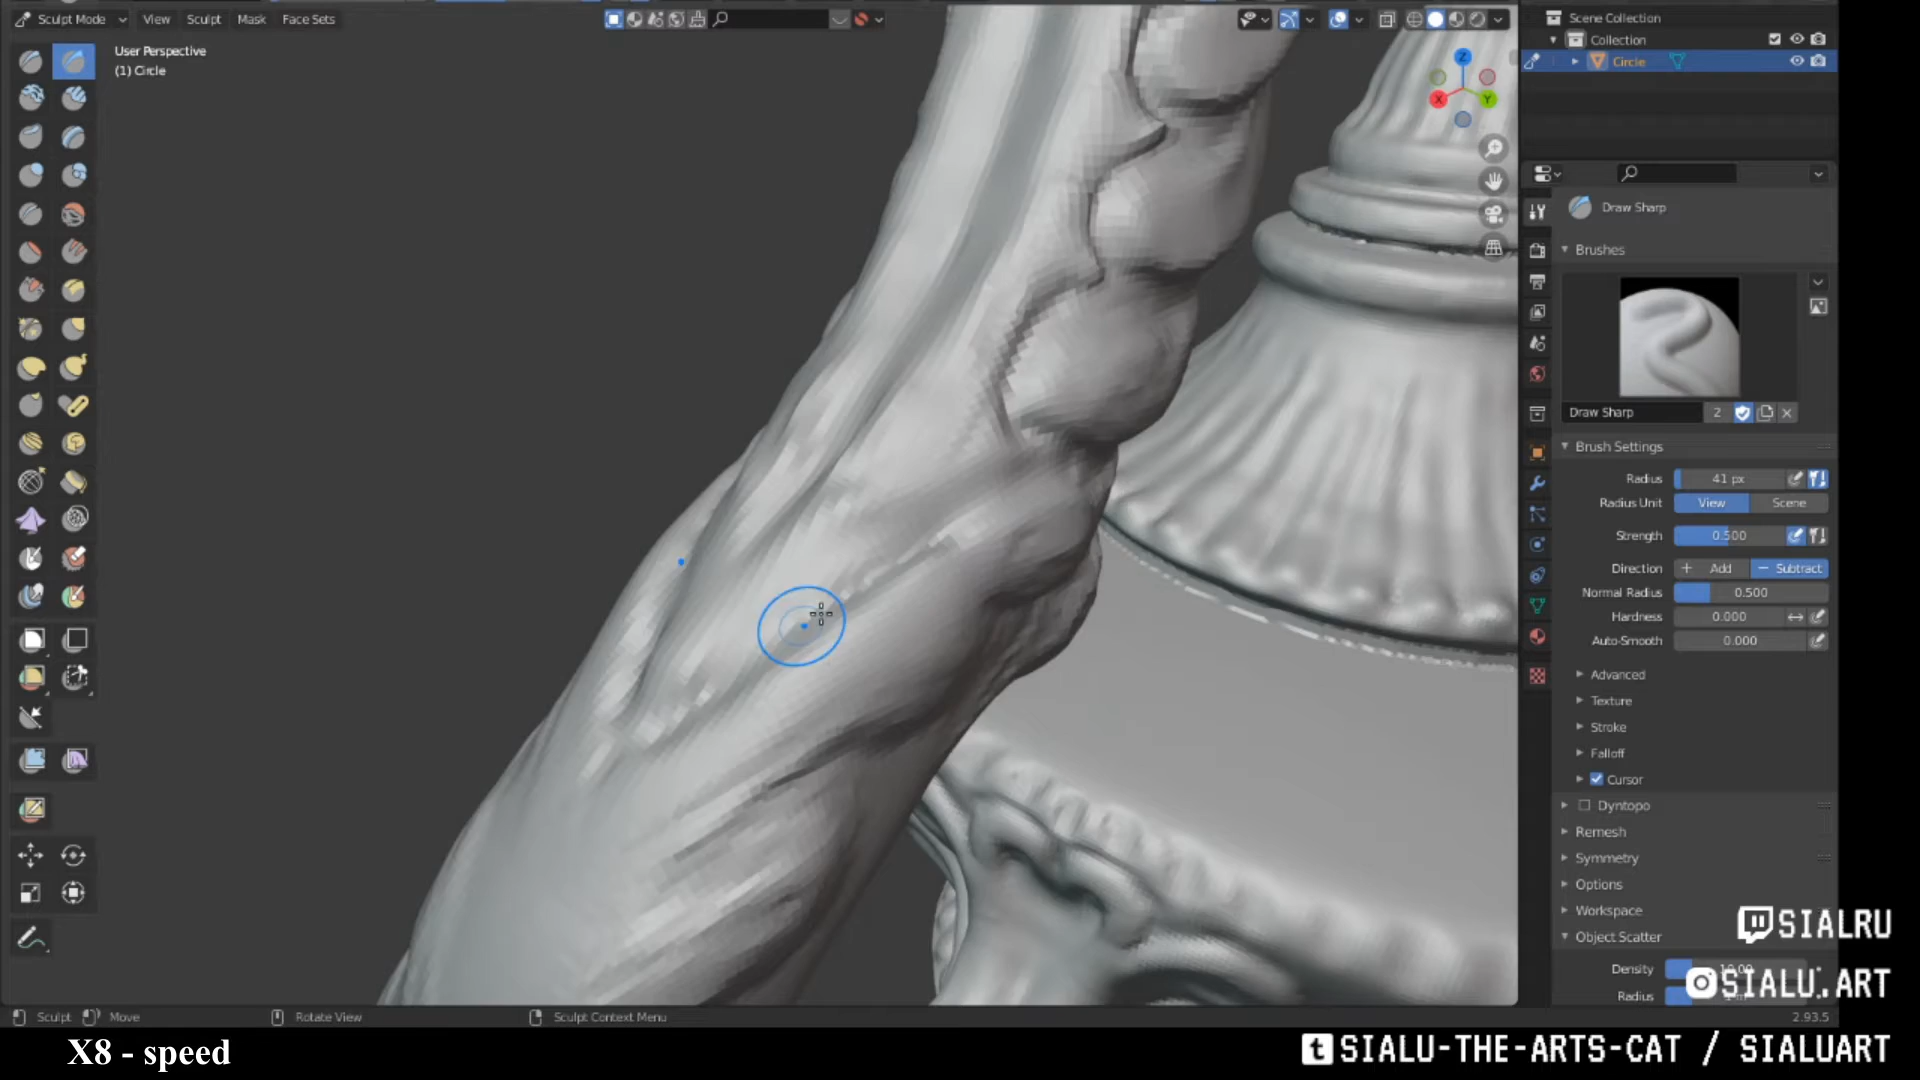 Sculpt Mode View Sculpt Mask Face Sets
User Perspective
(1) Circle
Z
X
Y
Scene Collection
Collection
Circle
Draw Sharp
Brushes
Draw Sharp 2
Brush Settings
Radius 41 px
Radius Unit View Scene
Strength 0.500
Direction + Add − Subtract
Normal Radius 0.500
Hardness 0.000
Auto-Smooth 0.000
Advanced
Texture
Stroke
Falloff
Cursor
Dyntopo
Remesh
Symmetry
Options
Workspace
Object Scatter
Density
Radius
SIALRU
SIALU.ART
Sculpt Move Rotate View Sculpt Context Menu 2.93.5
X8 - speed
SIALU-THE-ARTS-CAT / SIALUART